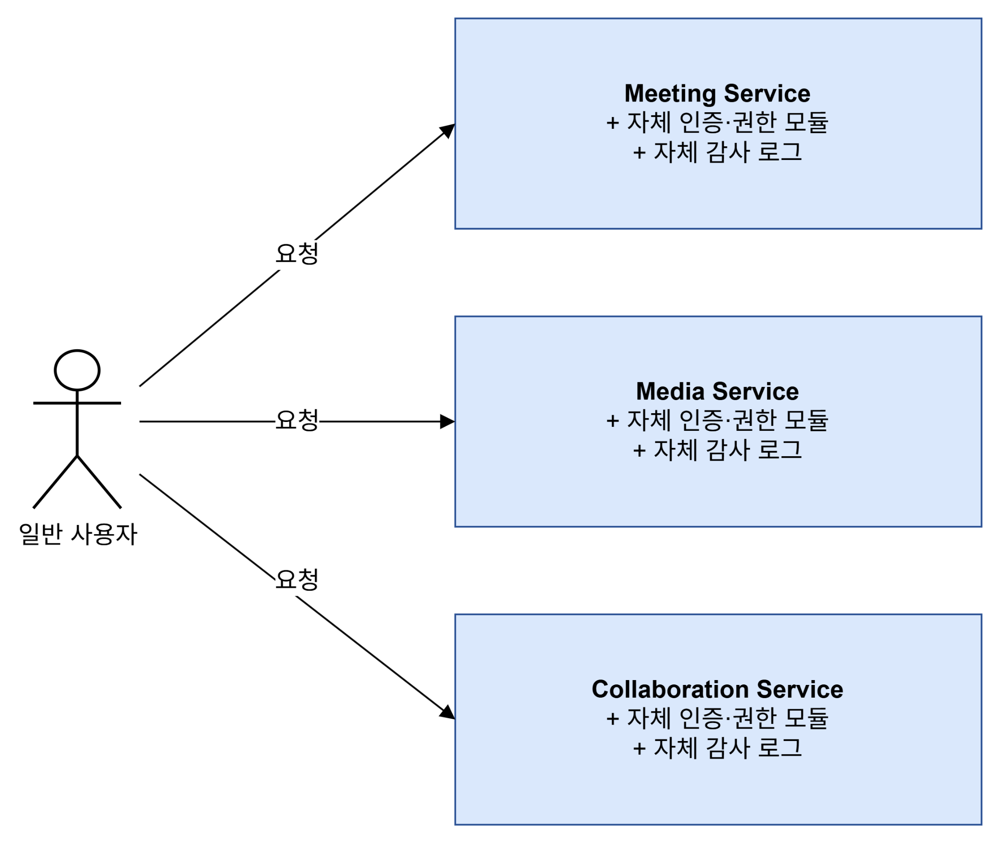 Meeting Service
+ 자체 인증·권한 모듈
+ 자체 감사 로그
요청
Media Service
+ 자체 인증·권한 모듈
+ 자체 감사 로그
요청
일반 사용자
요청
Collaboration Service
+ 자체 인증·권한 모듈
+ 자체 감사 로그